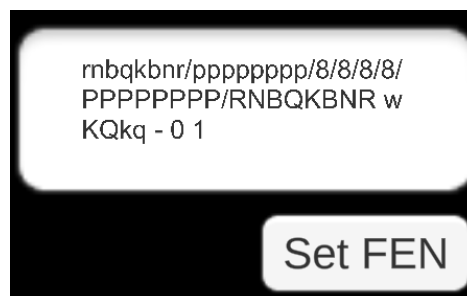 rnbqkbnr/pppppppp/8/8/8/8/
PPPPPPPP/RNBQKBNR w
KQkq - 0 1
Set FEN